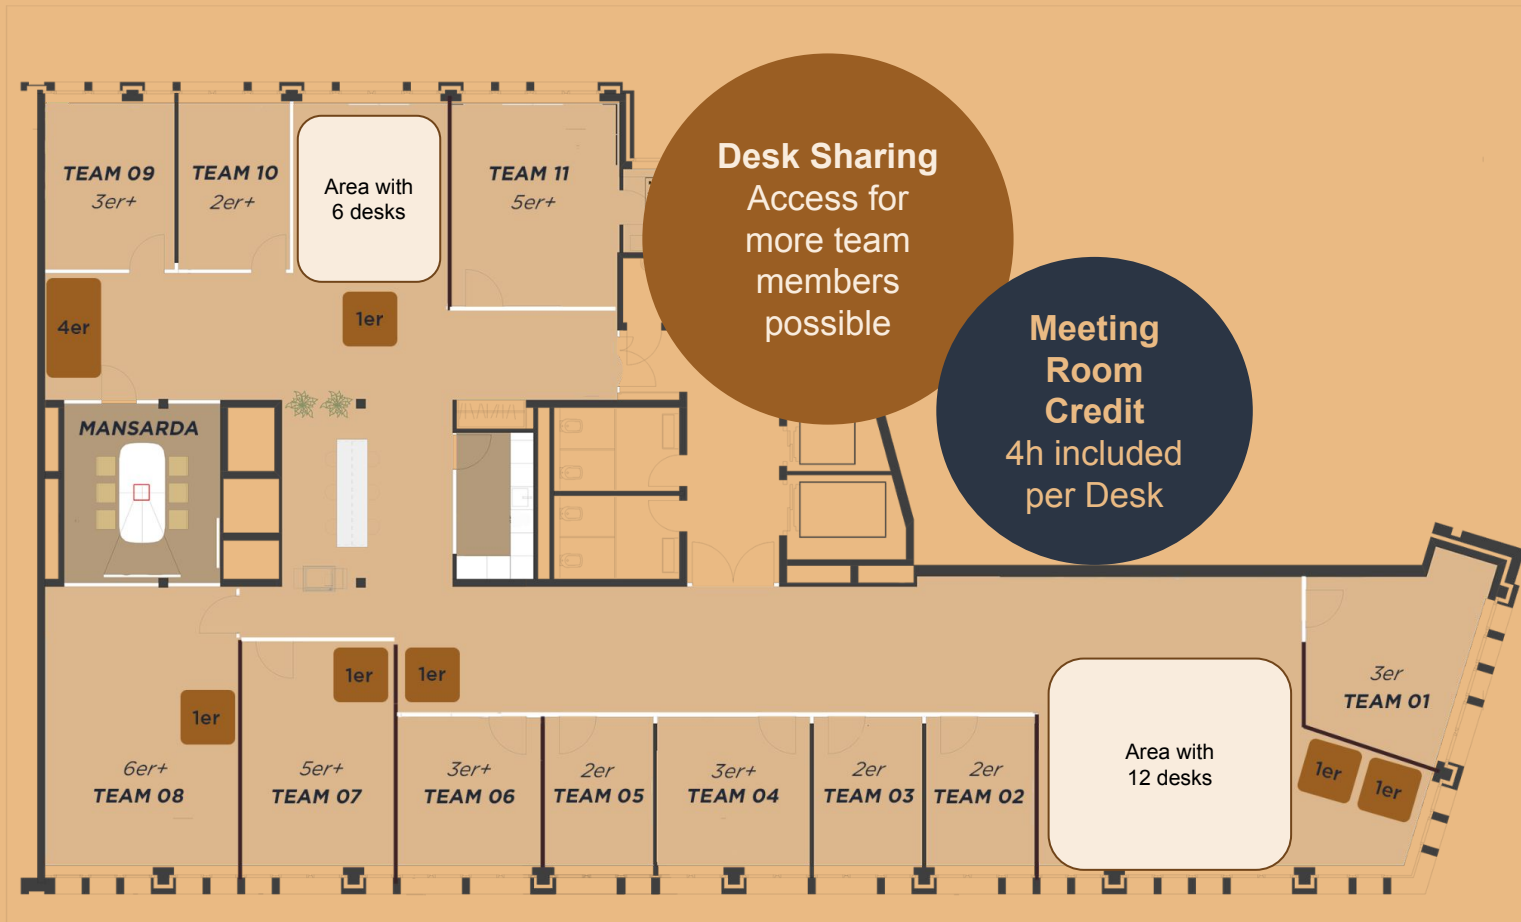 TEAM 09
3er+
TEAM 10
2er+
Area with
6 desks
TEAM 11
5er+
Desk Sharing
Access for
more team
members
possible
4er
1er
Meeting
Room
Credit
4h included
per Desk
MANSARDA
1er
6er+
TEAM 08
1er
5er+
TEAM 07
1er
3er+
TEAM 06
2er
TEAM 05
3er+
TEAM 04
2er
TEAM 03
2er
TEAM 02
Area with
12 desks
3er
TEAM 01
1er
1er